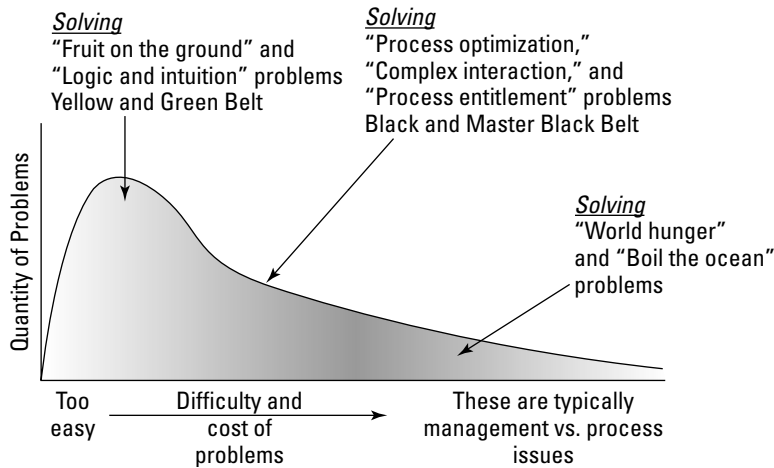 Solving
“Fruit on the ground” and
“Logic and intuition” problems
Yellow and Green Belt
Solving
“Process optimization,”
“Complex interaction,” and
“Process entitlement” problems
Black and Master Black Belt
Solving
“World hunger”
and “Boil the ocean”
problems
Quantity of Problems
Too
easy
Difficulty and
cost of
problems
These are typically
management vs. process
issues